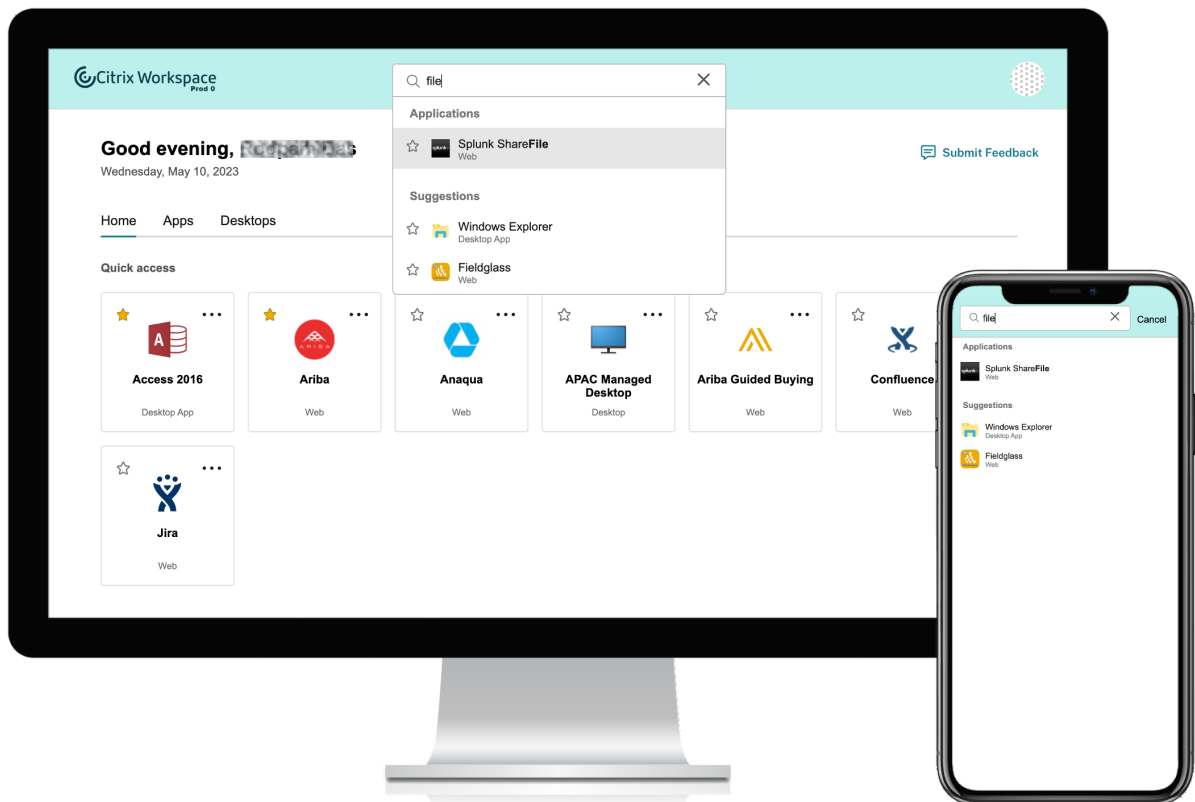 Citrix Workspace
Prod 0
file
Applications
Splunk ShareFile
Web
Suggestions
Windows Explorer
Desktop App
Fieldglass
Web
Good evening,
Wednesday, May 10, 2023
Submit Feedback
Home Apps Desktops
Quick access
Access 2016
Desktop App
ARIBA
Ariba
Web
Anaqua
Web
APAC Managed
Desktop
Desktop
Ariba Guided Buying
Web
Confluence
Web
Jira
Web
file
Cancel
Applications
splunk>
Splunk ShareFile
Web
Suggestions
Windows Explorer
Desktop App
Fieldglass
Web